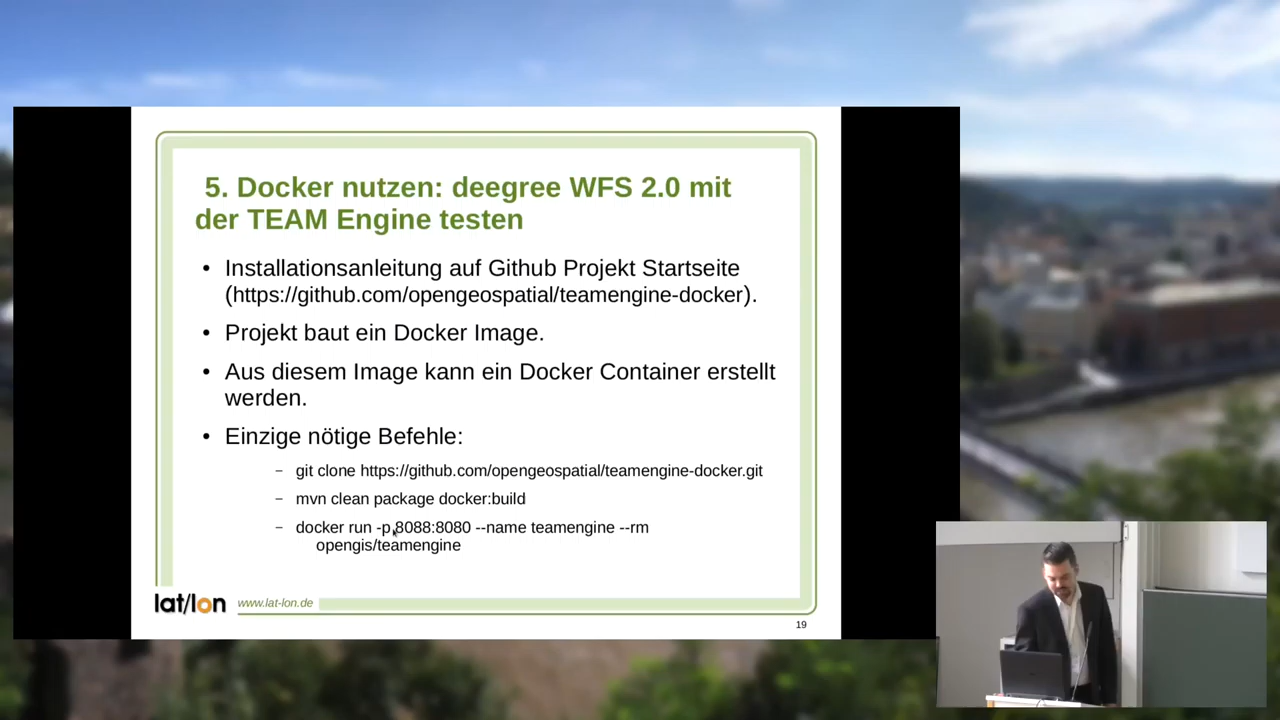 5. Docker nutzen: deegree WFS 2.0 mit
der TEAM Engine testen
• Installationsanleitung auf Github Projekt Startseite
(https://github.com/opengeospatial/teamengine-docker).
• Projekt baut ein Docker Image.
• Aus diesem Image kann ein Docker Container erstellt
werden.
• Einzige nötige Befehle:
– git clone https://github.com/opengeospatial/teamengine-docker.git
– mvn clean package docker:build
– docker run -p 8088:8080 --name teamengine --rm
opengis/teamengine
lat/lon www.lat-lon.de
19